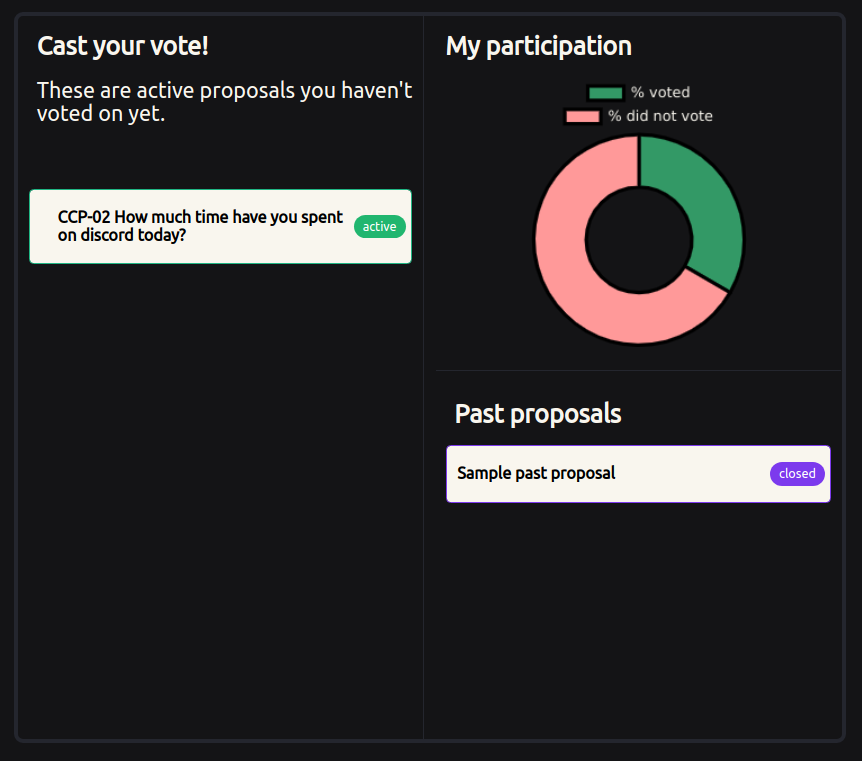 Cast your vote!
These are active proposals you haven't
voted on yet.
CCP-02 How much time have you spent
on discord today?
active
My participation
% voted
% did not vote
Past proposals
Sample past proposal
closed